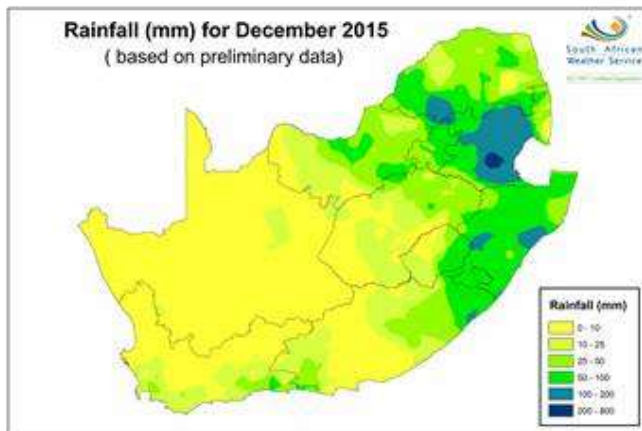 Rainfall (mm) for December 2015
( based on preliminary data)
South African
Weather Service
Rainfall (mm)
0 - 10
10 - 25
25 - 50
50 - 100
100 - 200
200 - 800